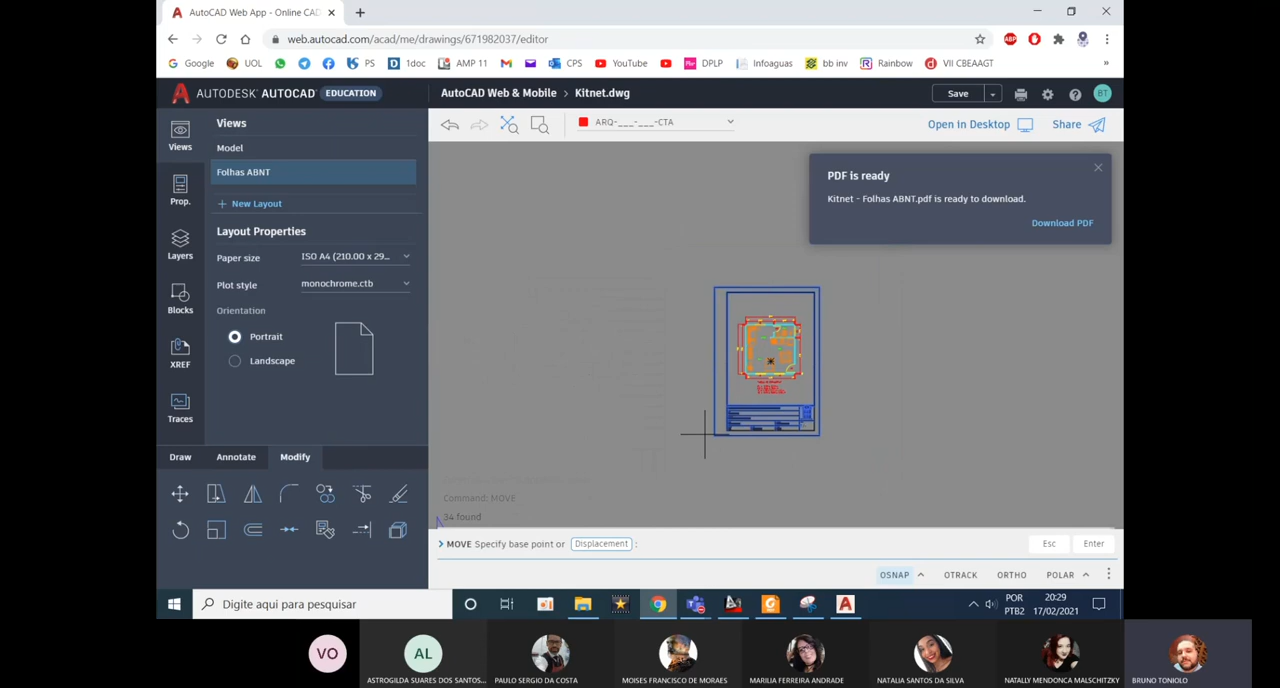 AutoCAD Web App - Online CAD
web.autocad.com/acad/me/drawings/671982037/editor
ABP
Google UOL PS 1doc AMP 11 CPS YouTube DPLP Infoaguas bb inv Rainbow VII CBEAAGT »
AUTODESK® AUTOCAD EDUCATION
AutoCAD Web & Mobile > Kitnet.dwg
Save
BT
Views
Prop.
Layers
Blocks
XREF
Traces
Views
Model
Folhas ABNT
+ New Layout
Layout Properties
Paper size ISO A4 (210.00 x 29...
Plot style monochrome.ctb
Orientation
Portrait
Landscape
ARQ-___-___-CTA
Open in Desktop
Share
PDF is ready
Kitnet - Folhas ABNT.pdf is ready to download.
Download PDF
Draw Annotate Modify
Command: MOVE
34 found
MOVE Specify base point or Displacement :
Esc Enter
OSNAP OTRACK ORTHO POLAR
Digite aqui para pesquisar
POR
PTB2
20:29
17/02/2021
VO
AL
ASTROGILDA SUARES DOS SANTOS...
PAULO SERGIO DA COSTA
MOISES FRANCISCO DE MORAES
MARILIA FERREIRA ANDRADE
NATALIA SANTOS DA SILVA
NATALLY MENDONCA MALSCHITZKY
BRUNO TONIOLO